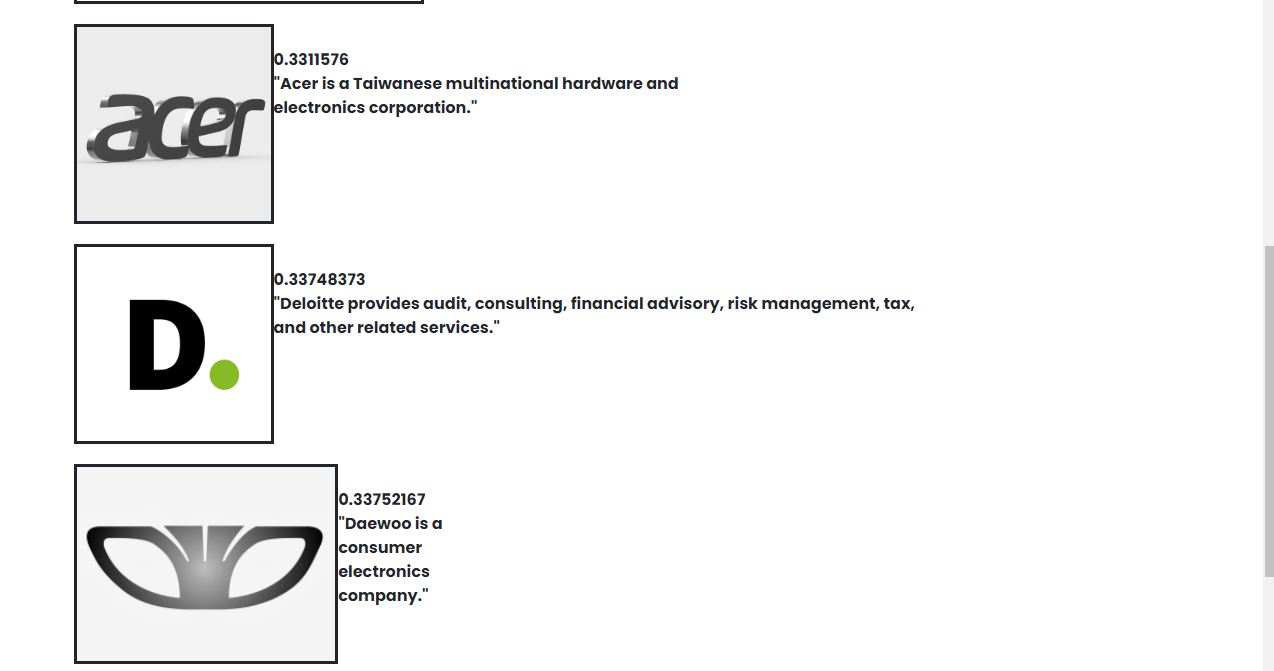 acer
0.3311576
"Acer is a Taiwanese multinational hardware and
electronics corporation."
D.
0.33748373
"Deloitte provides audit, consulting, financial advisory, risk management, tax,
and other related services."
0.33752167
"Daewoo is a
consumer
electronics
company."